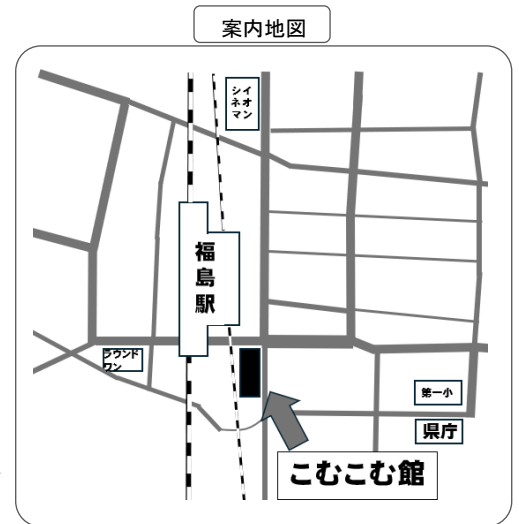 案内地図
イオン
シネマ
福島駅
ラウンド
ワン
第一小
県庁
こむこむ館